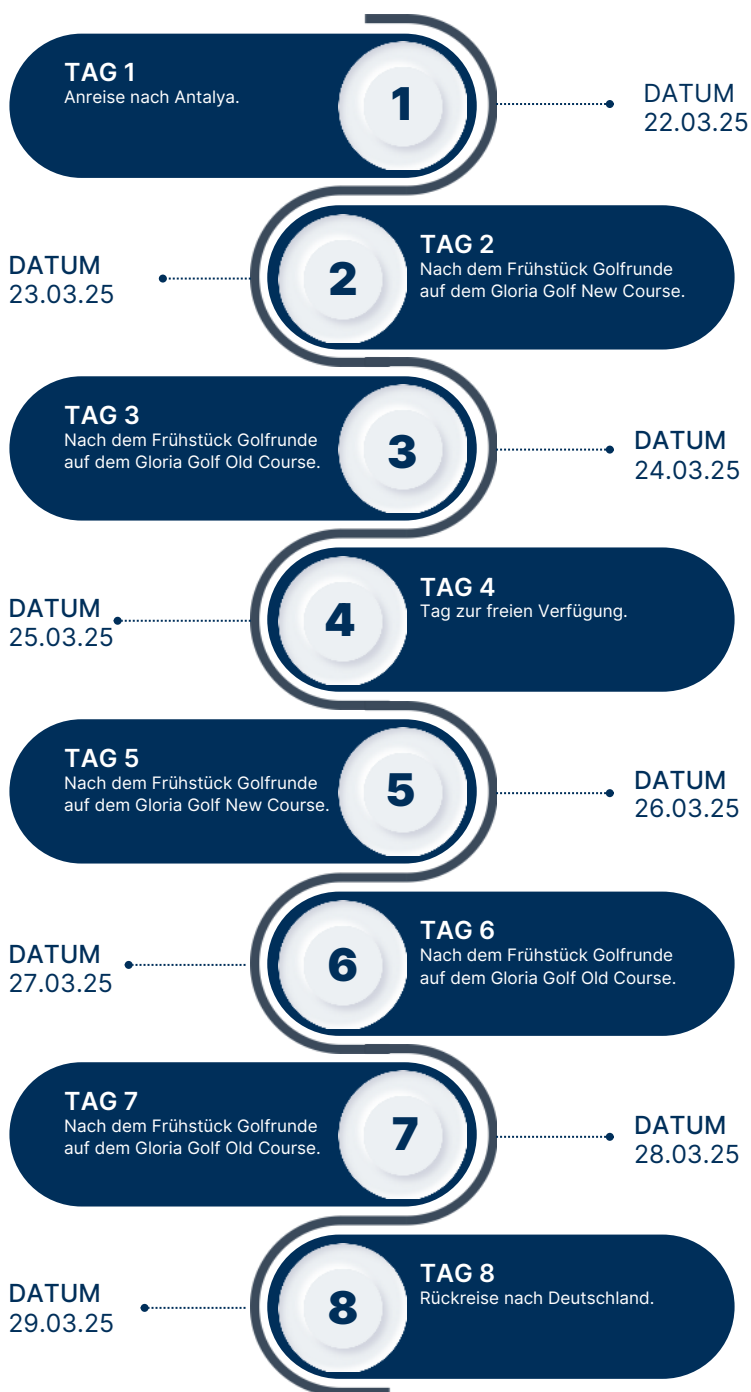 TAG 1
Anreise nach Antalya.
1
DATUM
22.03.25
DATUM
23.03.25
2
TAG 2
Nach dem Frühstück Golfrunde
auf dem Gloria Golf New Course.
TAG 3
Nach dem Frühstück Golfrunde
auf dem Gloria Golf Old Course.
3
DATUM
24.03.25
DATUM
25.03.25
4
TAG 4
Tag zur freien Verfügung.
TAG 5
Nach dem Frühstück Golfrunde
auf dem Gloria Golf New Course.
5
DATUM
26.03.25
DATUM
27.03.25
6
TAG 6
Nach dem Frühstück Golfrunde
auf dem Gloria Golf Old Course.
TAG 7
Nach dem Frühstück Golfrunde
auf dem Gloria Golf Old Course.
7
DATUM
28.03.25
DATUM
29.03.25
8
TAG 8
Rückreise nach Deutschland.